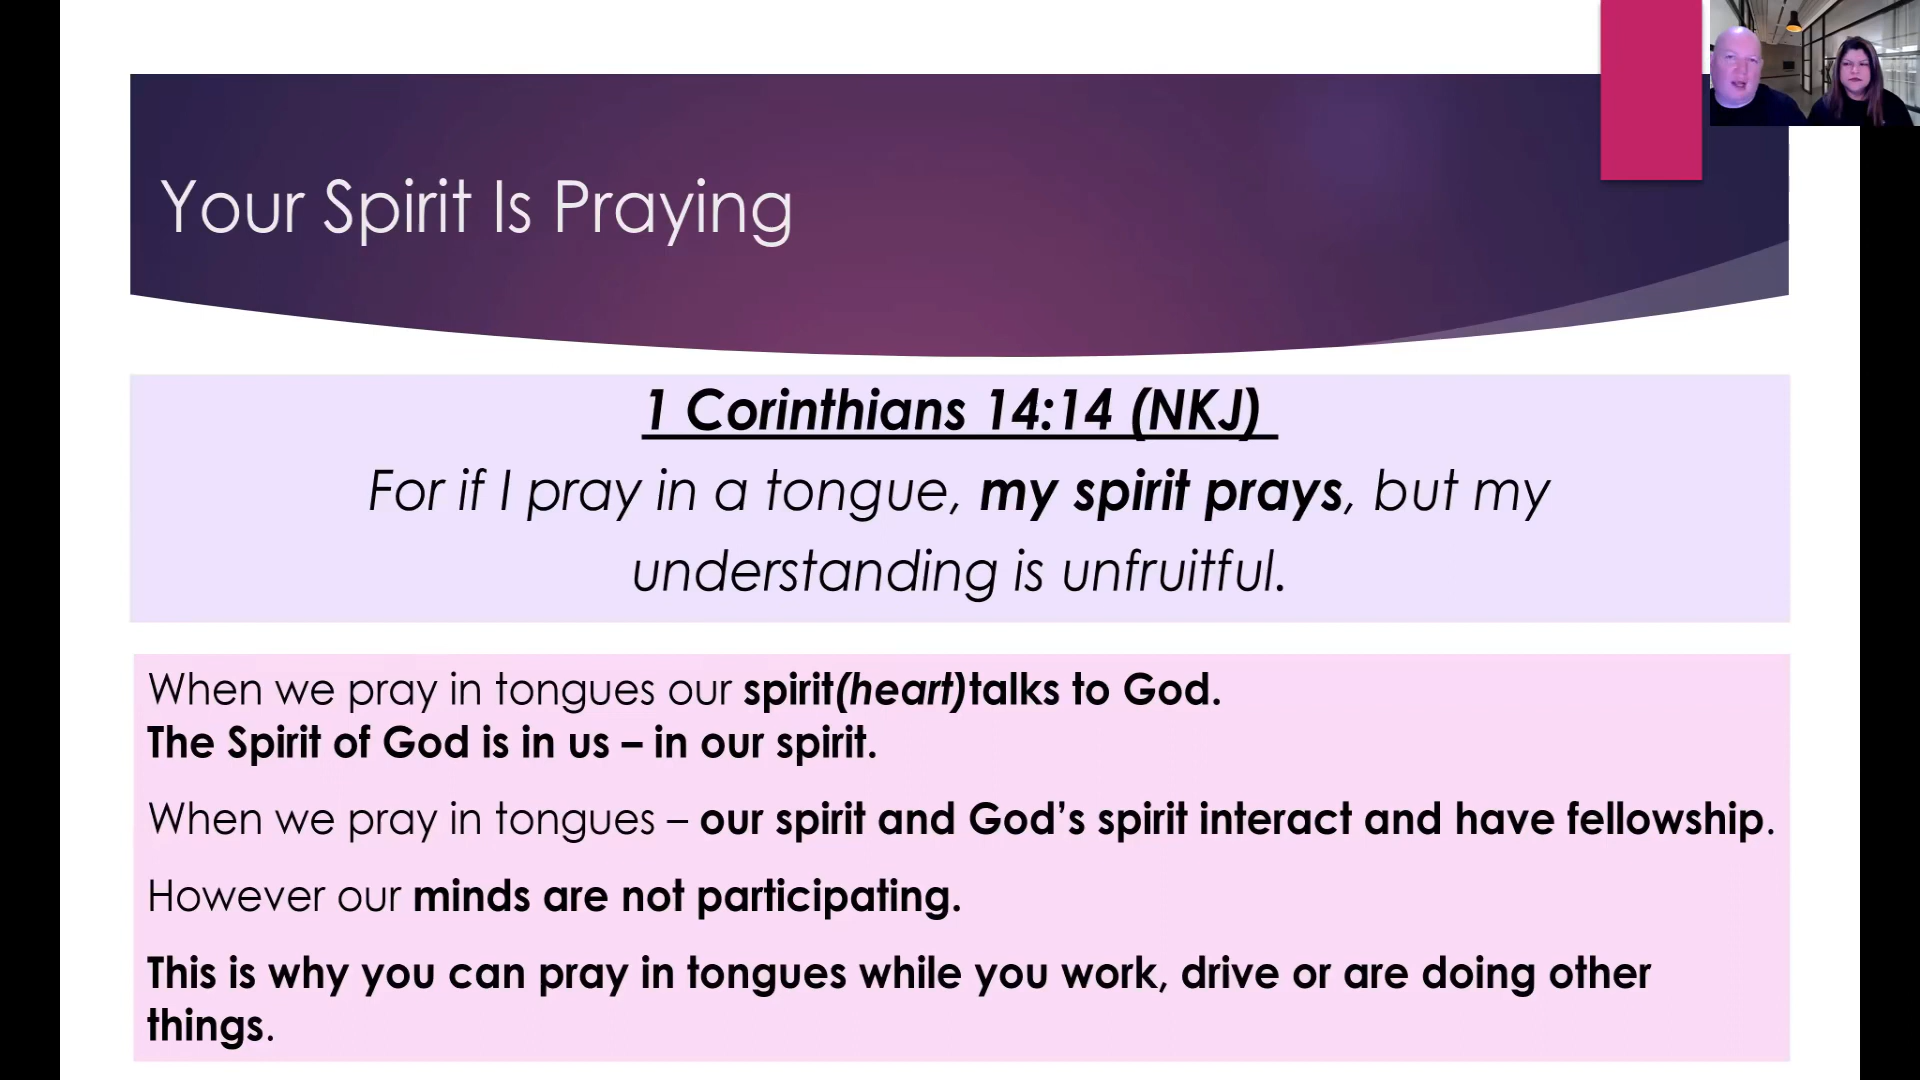 Your Spirit Is Praying
1 Corinthians 14:14 (NKJ)
For if I pray in a tongue, my spirit prays, but my
understanding is unfruitful.
When we pray in tongues our spirit(heart)talks to God.
The Spirit of God is in us – in our spirit.
When we pray in tongues – our spirit and God’s spirit interact and have fellowship.
However our minds are not participating.
This is why you can pray in tongues while you work, drive or are doing other
things.